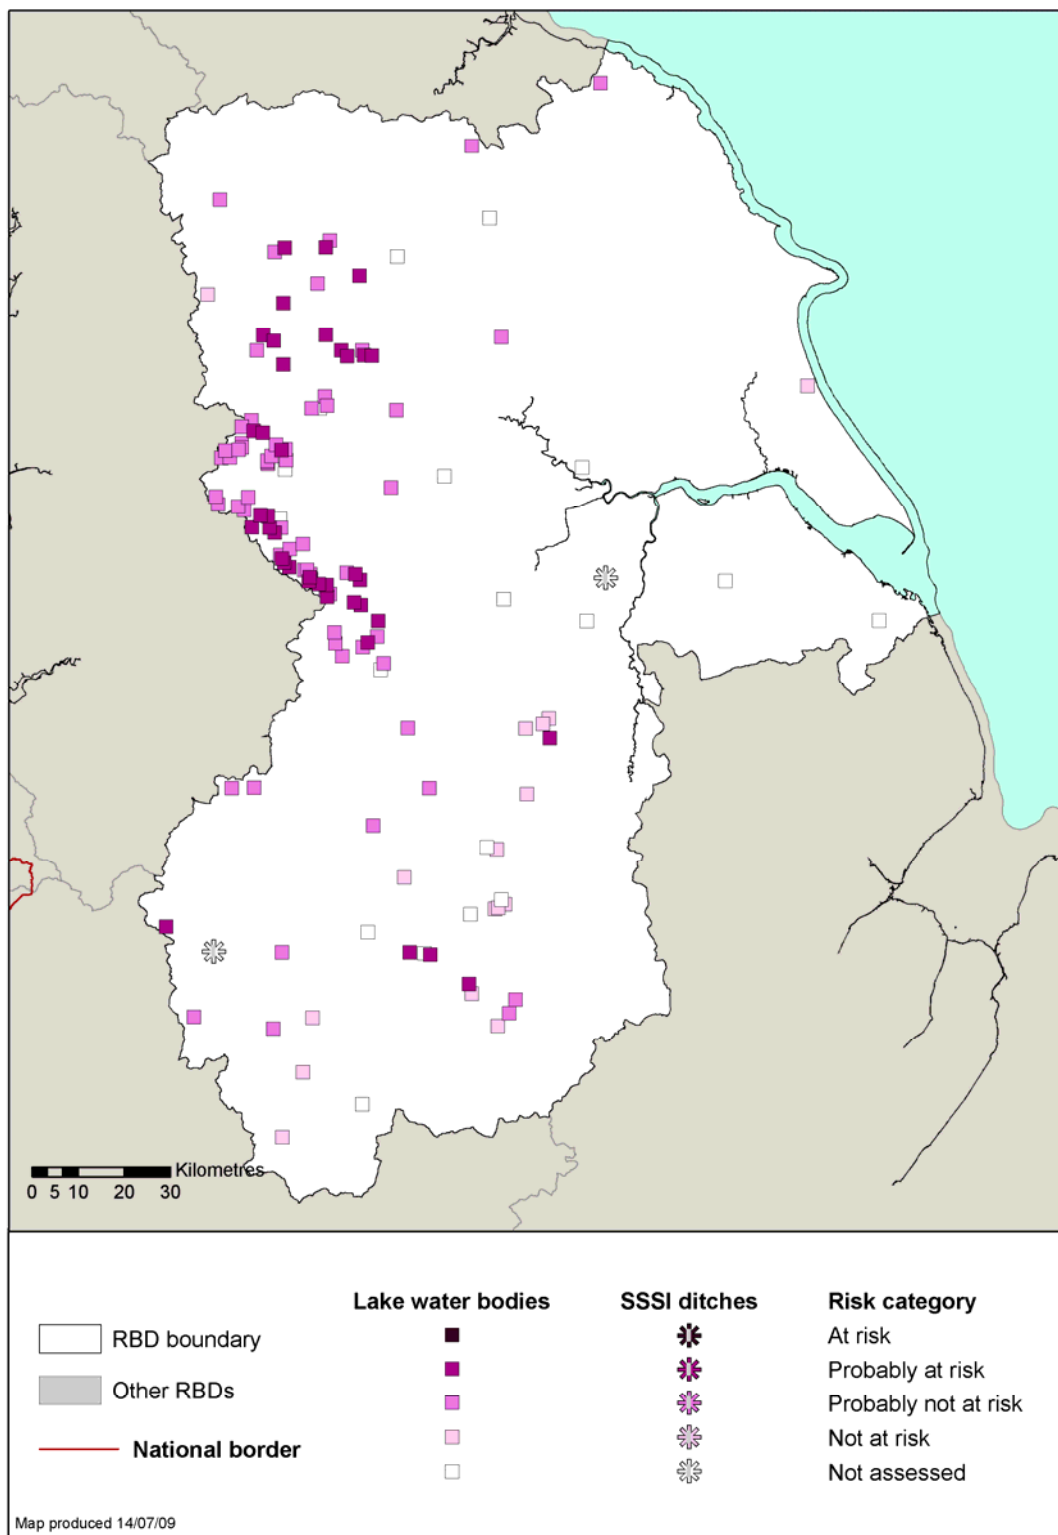 Kilometres
0 5 10 20 30
Lake water bodies SSSI ditches Risk category
RBD boundary At risk
Other RBDs Probably at risk
National border Probably not at risk
Not at risk
Not assessed
Map produced 14/07/09